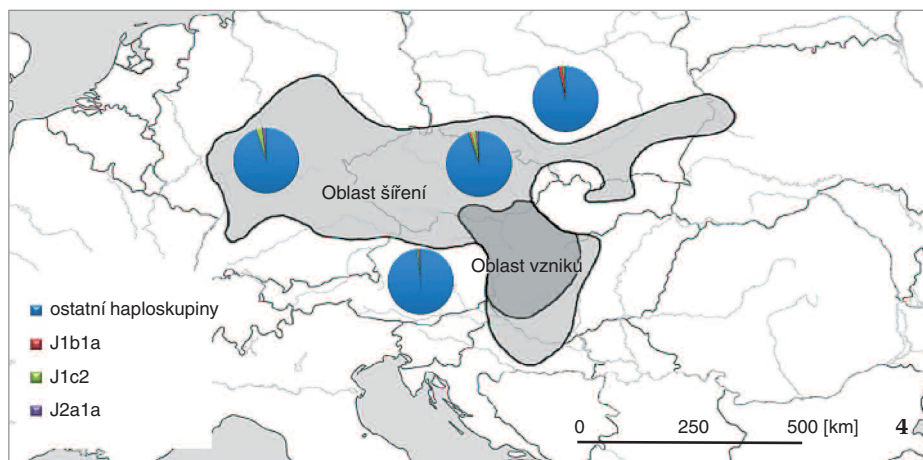 Oblast šíření
Oblast vzniku
ostatní haploskupiny
J1b1a
J1c2
J2a1a
0 250 500 [km] 4